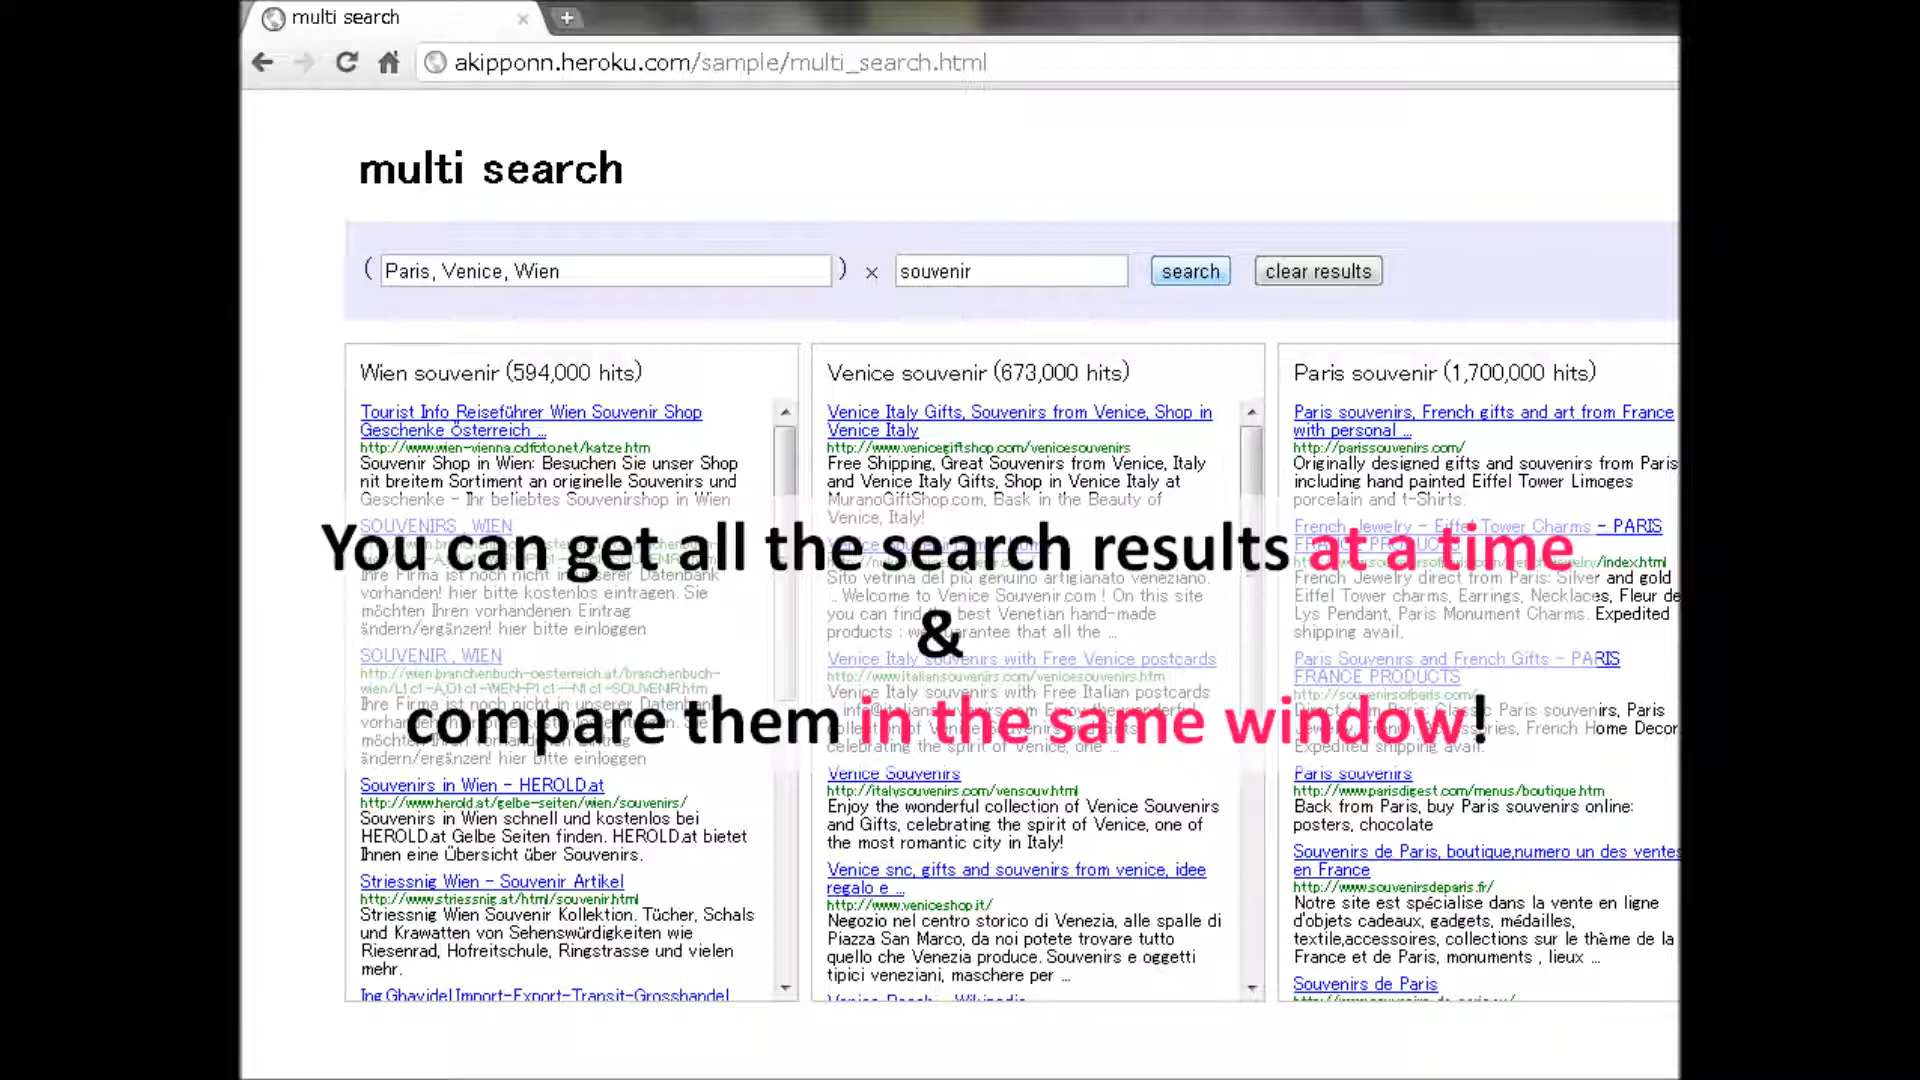 multi search
akipponn.heroku.com/sample/multi_search.html
multi search
( Paris, Venice, Wien ) × souvenir search clear results
Wien souvenir (594,000 hits)
Tourist Info Reiseführer Wien Souvenir Shop
Geschenke Österreich ...
http://www.wien-vienna.cdfoto.net/katze.htm
Souvenir Shop in Wien: Besuchen Sie unser Shop
nit breitem Sortiment an originelle Souvenirs und
Geschenke - Ihr beliebtes Souvenirshop in Wien
SOUVENIRS , WIEN
Ihre Firma ist noch nicht in unserer Datenbank
vorhanden! hier bitte kostenlos eintragen. Sie
möchten Ihren vorhandenen Eintrag
ändern/ergänzen! hier bitte einloggen
SOUVENIR , WIEN
http://wien.branchenbuch-oesterreich.at/branchenbuch-
wien/L1c1-A,O1c1-WIEN-P1c1--N1c1-SOUVENIR.htm
Ihre Firma ist noch nicht in unserer Datenbank
ändern/ergänzen! hier bitte einloggen
Souvenirs in Wien - HEROLD.at
http://www.herold.at/gelbe-seiten/wien/souvenirs/
Souvenirs in Wien schnell und kostenlos bei
HEROLD.at Gelbe Seiten finden. HEROLD.at bietet
Ihnen eine Übersicht über Souvenirs.
Striessnig Wien - Souvenir Artikel
http://www.striessnig.at/html/souvenir.html
Striessnig Wien Souvenir Kollektion. Tücher, Schals
und Krawatten von Sehenswürdigkeiten wie
Riesenrad, Hofreitschule, Ringstrasse und vielen
mehr.
Ing.Ghavidel Import-Export-Transit-Grosshandel
Venice souvenir (673,000 hits)
Venice Italy Gifts, Souvenirs from Venice, Shop in
Venice Italy
http://www.venicegiftshop.com/venicesouvenirs
Free Shipping, Great Souvenirs from Venice, Italy
and Venice Italy Gifts, Shop in Venice Italy at
MuranoGiftShop.com, Bask in the Beauty of
Venice, Italy!
Sito vetrina del più genuino artigianato veneziano.
.. Welcome to Venice Souvenir.com ! On this site
you can find best Venetian hand-made
products : we guarantee that all the ...
Venice Italy souvenirs with Free Venice postcards
http://www.italiansouvenirs.com/venicesouvenirs.htm
Venice Italy souvenirs with Free Italian postcards
celebrating the spirit of Venice, one ...
Venice Souvenirs
http://italysouvenirs.com/vensouv.html
Enjoy the wonderful collection of Venice Souvenirs
and Gifts, celebrating the spirit of Venice, one of
the most romantic city in Italy!
Venice snc, gifts and souvenirs from venice, idee
regalo e ...
http://www.veniceshop.it/
Negozio nel centro storico di Venezia, alle spalle di
Piazza San Marco, da noi potete trovare tutto
quello che Venezia produce. Souvenirs e oggetti
tipici veneziani, maschere per ...
Paris souvenir (1,700,000 hits)
Paris souvenirs, French gifts and art from France
with personal ...
http://parissouvenirs.com/
Originally designed gifts and souvenirs from Paris
including hand painted Eiffel Tower Limoges
porcelain and t-Shirts.
French Jewelry - Eiffel Tower Charms - PARIS
FRANCE PRODUCTS
French Jewelry direct from Paris: Silver and gold
Eiffel Tower charms, Earrings, Necklaces, Fleur de
Lys Pendant, Paris Monument Charms. Expedited
shipping avail.
Paris Souvenirs and French Gifts - PARIS
FRANCE PRODUCTS
http://souvenirsofparis.com/
Direct from Paris: Classic Paris souvenirs, Paris
Jewelry, French Accessories, French Home Decor.
Expedited shipping avail.
Paris souvenirs
http://www.parisdigest.com/menus/boutique.htm
Back from Paris, buy Paris souvenirs online:
posters, chocolate
Souvenirs de Paris, boutique,numero un des ventes
en France
http://www.souvenirsdeparis.fr/
Notre site est spécialise dans la vente en ligne
d'objets cadeaux, gadgets, médailles,
textile,accessoires, collections sur le thème de la
France et de Paris, monuments , lieux ...
Souvenirs de Paris
You can get all the search results at a time
&
compare them in the same window!